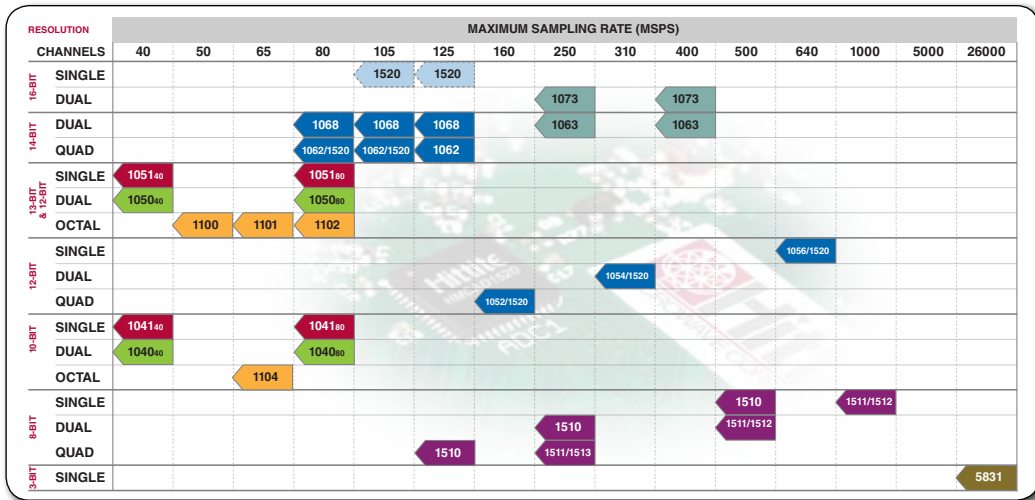 RESOLUTION MAXIMUM SAMPLING RATE (MSPS)
CHANNELS 40 50 65 80 105 125 160 250 310 400 500 640 1000 5000 26000
16-BIT
SINGLE 1520 1520
DUAL 1073 1073
14-BIT
DUAL 1068 1068 1068 1063 1063
QUAD 1062/1520 1062/1520 1062
13-BIT & 12-BIT
SINGLE 105140 105180
DUAL 105040 105080
OCTAL 1100 1101 1102
12-BIT
SINGLE 1056/1520
DUAL 1054/1520
QUAD 1052/1520
10-BIT
SINGLE 104140 104180
DUAL 104040 104080
OCTAL 1104
8-BIT
SINGLE 1510 1511/1512
DUAL 1510 1511/1512
QUAD 1510 1511/1513
3-BIT
SINGLE 5831
Hittite
ADC1